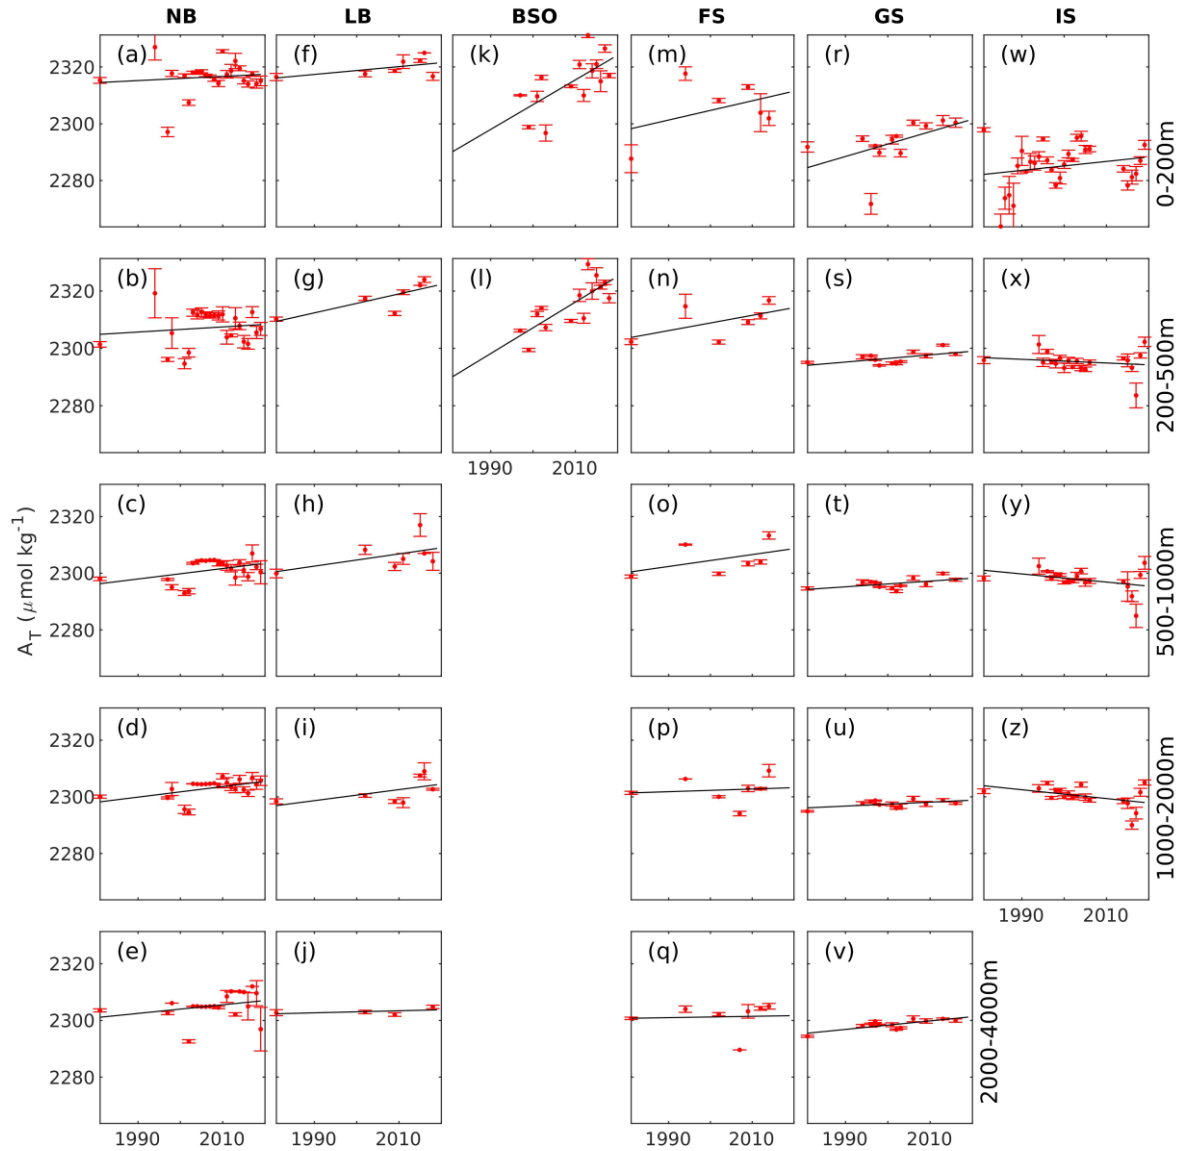 NB LB BSO FS GS IS
(a) (f) (k) (m) (r) (w)
2320
2300
2280
0-200m
(b) (g) (l) (n) (s) (x)
2320
2300
2280
200-500m
1990 2010
(c) (h) (o) (t) (y)
2320
2300
2280
500-1000m
A_T (μmol kg⁻¹)
(d) (i) (p) (u) (z)
2320
2300
2280
1000-2000m
1990 2010
(e) (j) (q) (v)
2320
2300
2280
2000-4000m
1990 2010 1990 2010 1990 2010 1990 2010